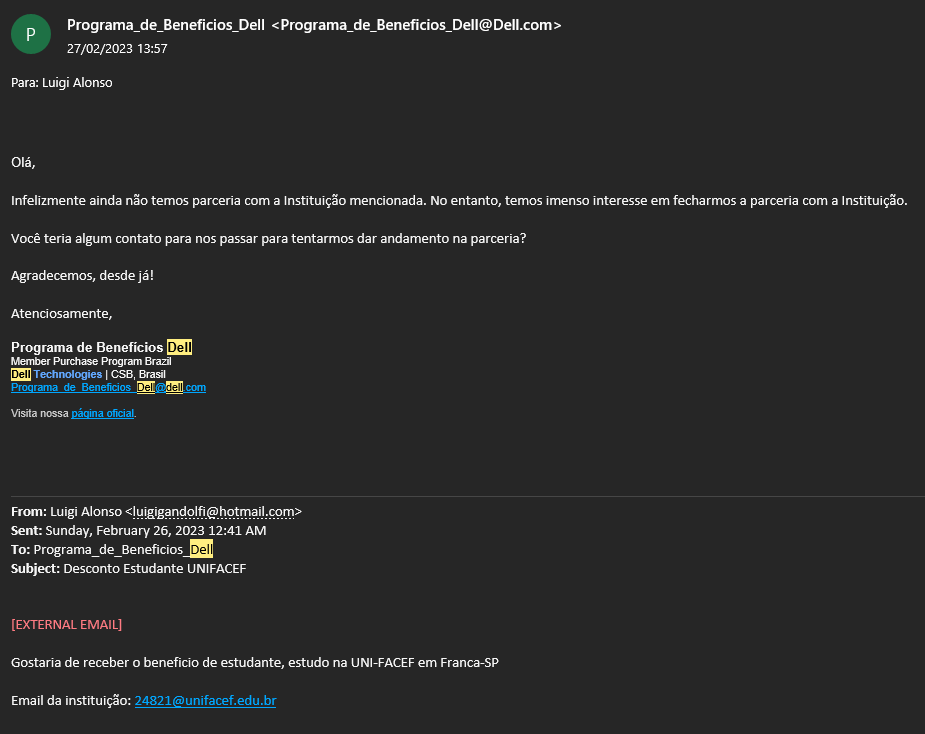 P
Programa_de_Beneficios_Dell <Programa_de_Beneficios_Dell@Dell.com>
27/02/2023 13:57
Para: Luigi Alonso
Olá,
Infelizmente ainda não temos parceria com a Instituição mencionada. No entanto, temos imenso interesse em fecharmos a parceria com a Instituição.
Você teria algum contato para nos passar para tentarmos dar andamento na parceria?
Agradecemos, desde já!
Atenciosamente,
Programa de Benefícios Dell
Member Purchase Program Brazil
Dell Technologies | CSB, Brasil
Programa_de_Beneficios_Dell@dell.com
Visita nossa página oficial.
From: Luigi Alonso <luigigandolfi@hotmail.com>
Sent: Sunday, February 26, 2023 12:41 AM
To: Programa_de_Beneficios_Dell
Subject: Desconto Estudante UNIFACEF
[EXTERNAL EMAIL]
Gostaria de receber o beneficio de estudante, estudo na UNI-FACEF em Franca-SP
Email da instituição: 24821@unifacef.edu.br